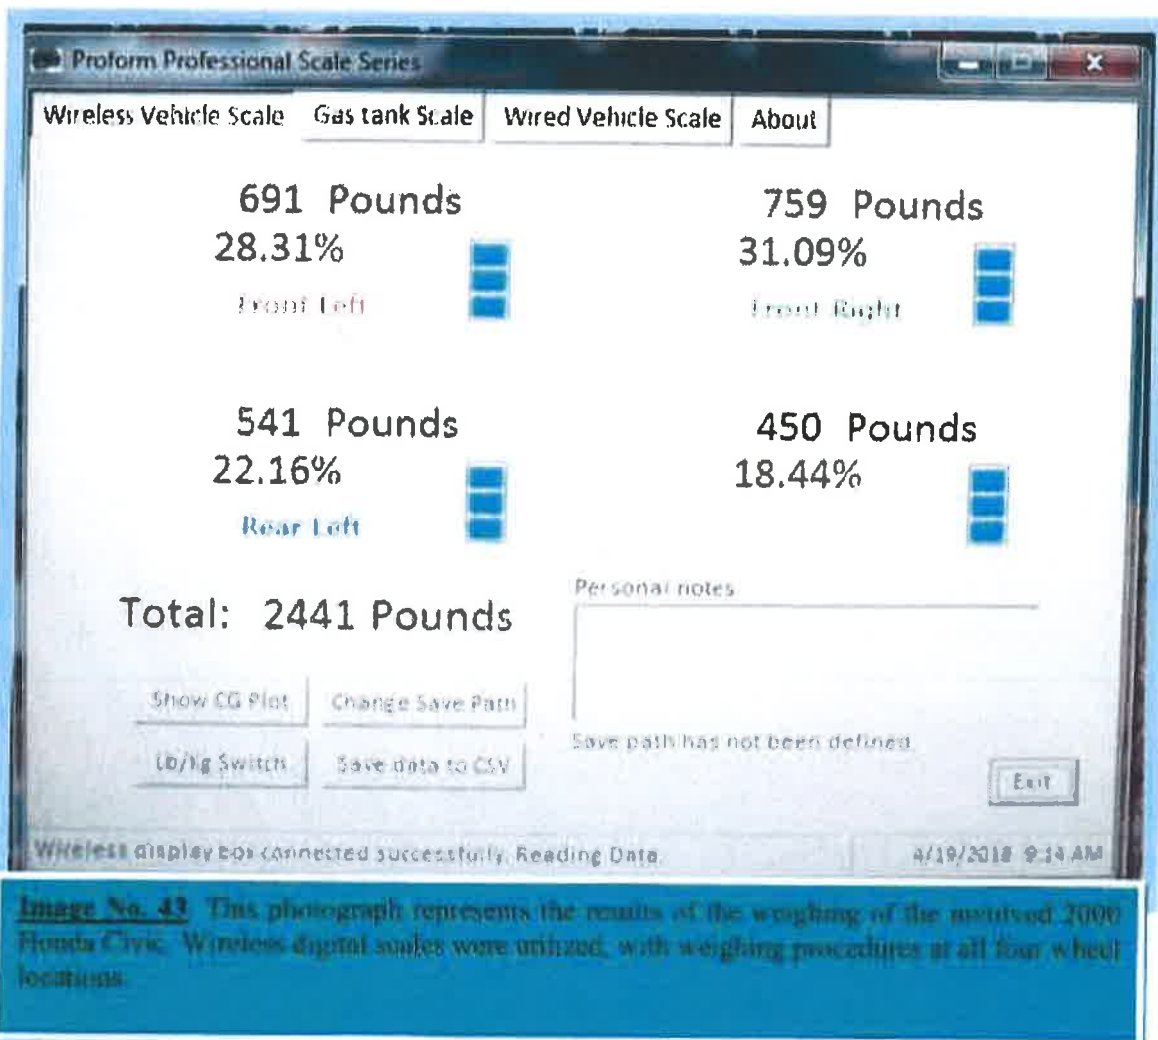 Proform Professional Scale Series
Wireless Vehicle Scale Gas tank Scale Wired Vehicle Scale About
691 Pounds 759 Pounds
28.31% 31.09%
Front Left Front Right
541 Pounds 450 Pounds
22.16% 18.44%
Rear Left
Personal notes
Total: 2441 Pounds
Show CG Plot Change Save Path
Save path has not been defined.
Lb/Kg Switch Save data to CSV
Exit
Wireless display box connected successfully. Reading Data. 4/19/2018 9:14 AM
Image No. 43 This photograph represents the results of the weighing of the involved 2000
Honda Civic. Wireless digital scales were utilized, with weighing procedures at all four wheel
locations.